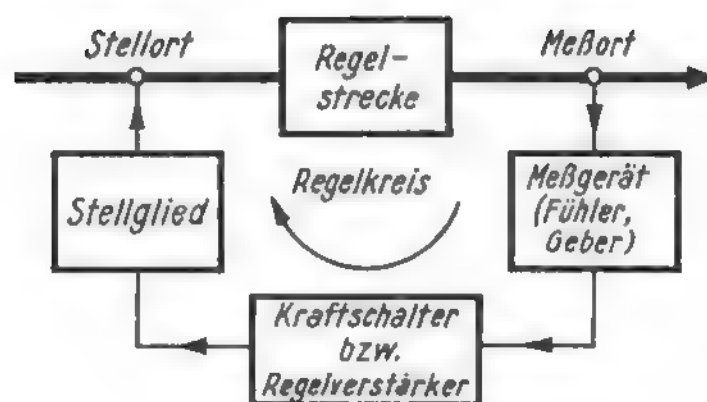 Stellort
Regel-
strecke
Meßort
Stellglied
Regelkreis
Meßgerät
(Fühler,
Geber)
Kraftschalter
bzw.
Regelverstärker